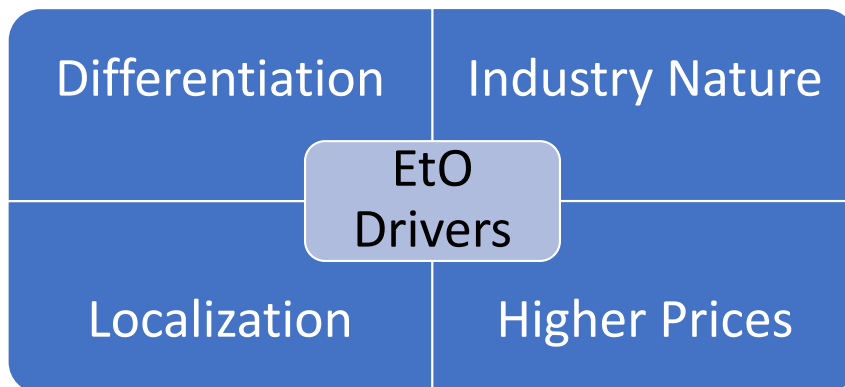 Differentiation
Industry Nature
EtO
Drivers
Localization
Higher Prices